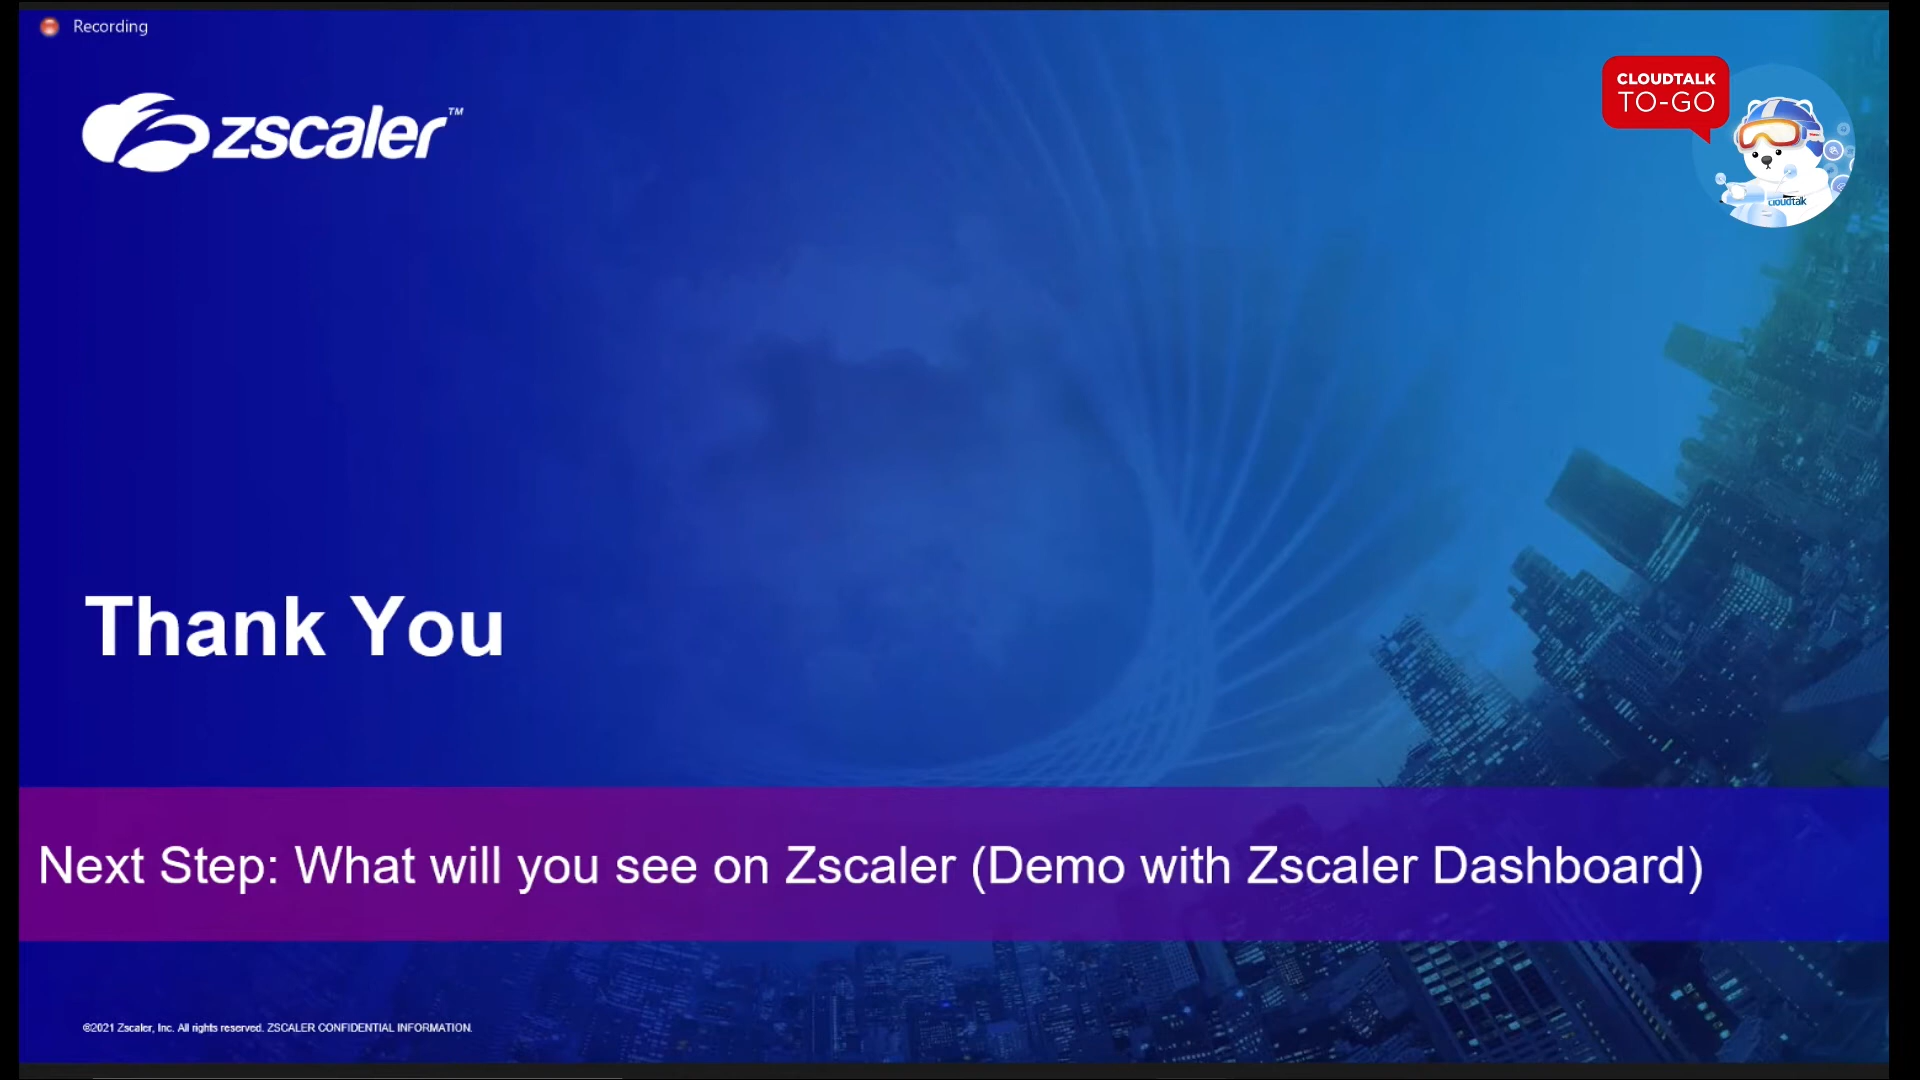 Recording
zscaler™
CLOUDTALK
TO-GO
cloudtalk
Thank You
Next Step: What will you see on Zscaler (Demo with Zscaler Dashboard)
©2021 Zscaler, Inc. All rights reserved. ZSCALER CONFIDENTIAL INFORMATION.